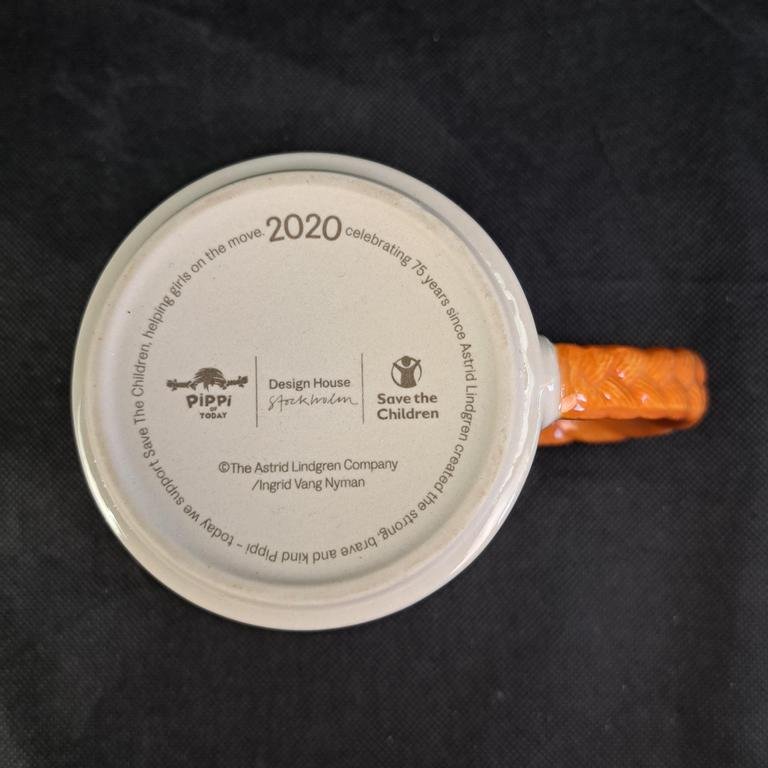 2020 celebrating 75 years since Astrid Lindgren created the strong, brave and kind Pippi - today we support Save The Children, helping girls on the move.
PiPPi
OF
TODAY
Design House
Stockholm
Save the
Children
©The Astrid Lindgren Company
/Ingrid Vang Nyman